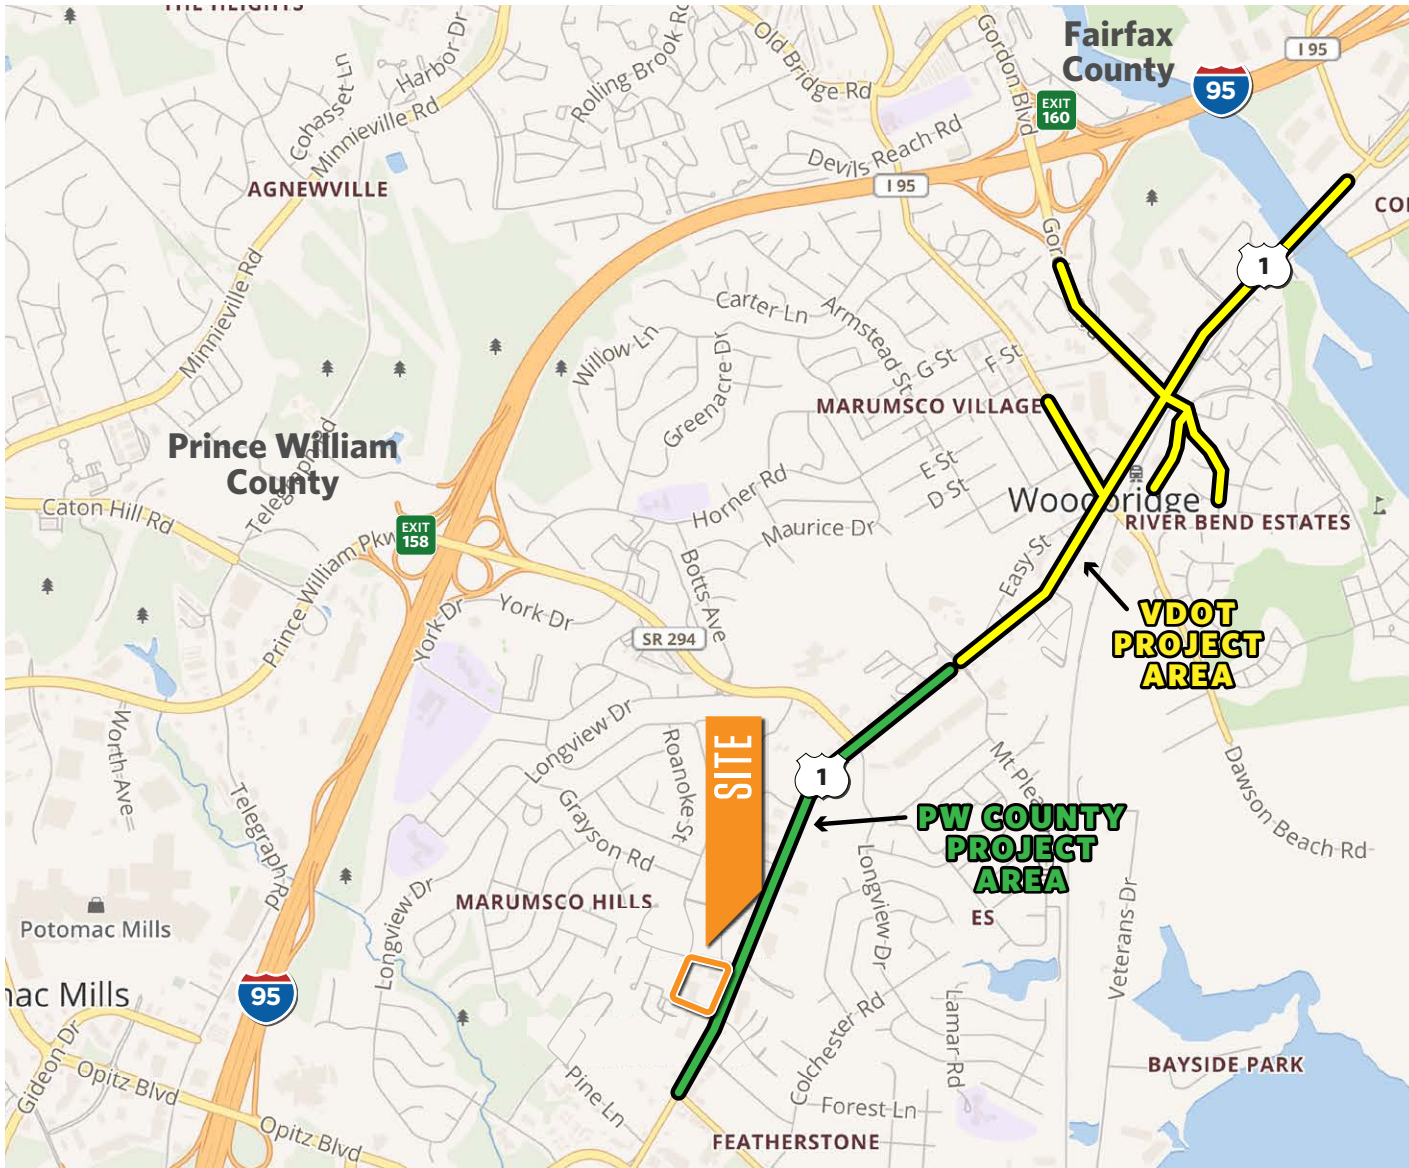 THE HEIGHTS
Harbor Dr
Cohasset Ln
Minnieville Rd
Rolling Brook Rd
Old Bridge Rd
Gordon Blvd
Fairfax
County
I 95
95
EXIT
160
Devils Reach Rd
I 95
AGNEWVILLE
Minnieville Rd
1
Carter Ln
Armstead St
G St
F St
Willow Ln
Greenacre Dr
MARUMSCO VILLAGE
Prince William
County
Telegraph Rd
Caton Hill Rd
EXIT
158
Prince William Pkw
Horner Rd
E St
D St
Maurice Dr
Woodbridge
RIVER BEND ESTATES
Easy St
Botts Ave
York Dr
York Dr
SR 294
VDOT
PROJECT
AREA
Longview Dr
Roanoke St
SITE
1
Worth Ave
Telegraph Rd
Grayson Rd
PW COUNTY
PROJECT
AREA
Dawson Beach Rd
Longview Dr
MARUMSCO HILLS
Longview Dr
ES
Veterans Dr
Potomac Mills
95
Colchester Rd
Lamar Rd
Gideon Dr
Opitz Blvd
Opitz Blvd
Pine Ln
Forest Ln
BAYSIDE PARK
FEATHERSTONE